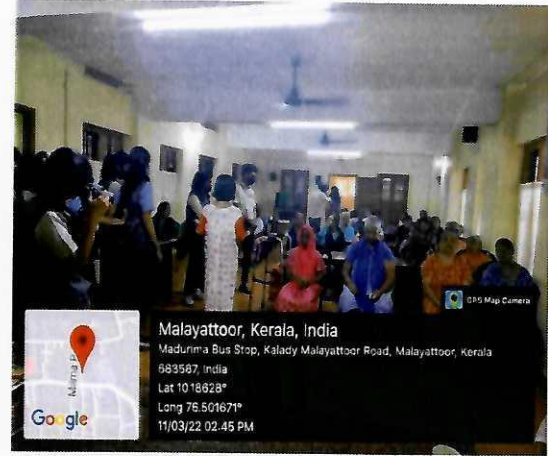 GPS Map Camera
Malayattoor, Kerala, India
Madurima Bus Stop, Kalady Malayattoor Road, Malayattoor, Kerala
683587, India
Lat 10.18628°
Long 76.501671°
11/03/22 02.45 PM
Google